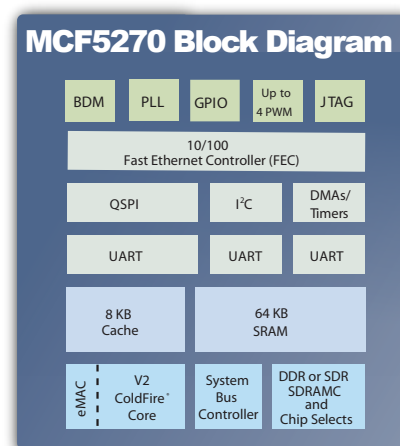 MCF5270 Block Diagram
BDM
PLL
GPIO
Up to
4 PWM
JTAG
10/100
Fast Ethernet Controller (FEC)
QSPI
I²C
DMAs/
Timers
UART
UART
UART
8 KB
Cache
64 KB
SRAM
eMAC
V2
ColdFire®
Core
System
Bus
Controller
DDR or SDR
SDRAMC
and
Chip Selects